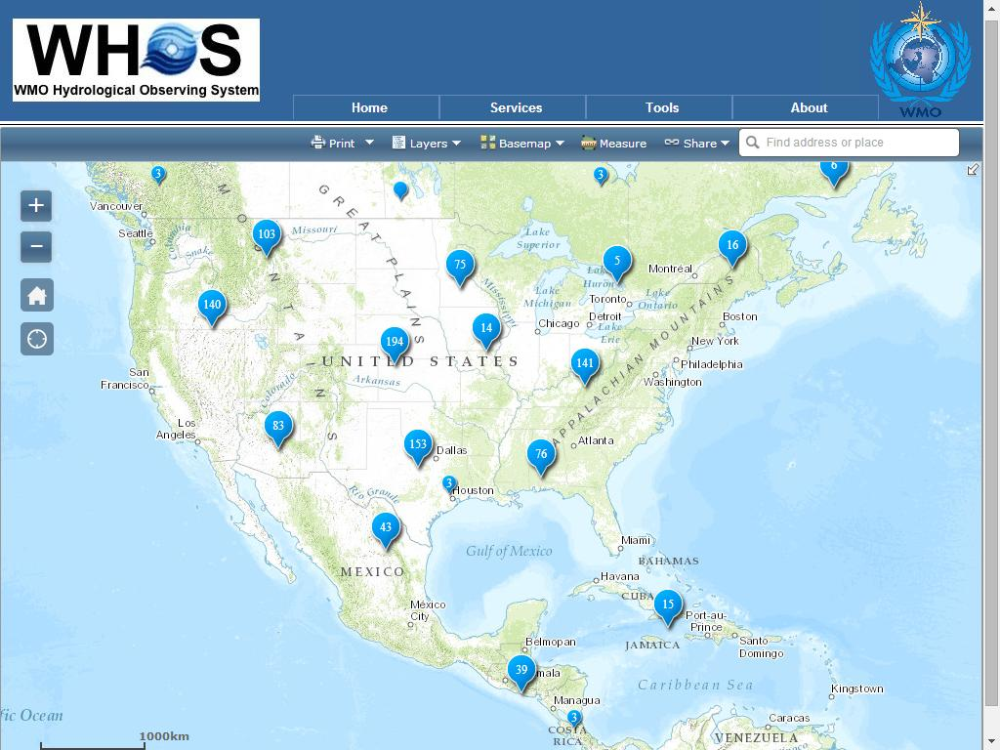 WHOS
WMO Hydrological Observing System
WMO
Home
Services
Tools
About
Print
Layers
Basemap
Measure
Share
Find address or place
+
−
3
3
6
Vancouver
Seattle
Columbia
Snake
103
Missouri
GREAT PLAINS
MOUNTAINS
140
75
Mississippi
Lake
Superior
5
Lake
Huron
Montréal
16
Lake
Michigan
Toronto
Lake
Ontario
14
Chicago
Detroit
Lake
Erie
Boston
New York
194
UNITED STATES
141
Philadelphia
Washington
APPALACHIAN MOUNTAINS
San
Francisco
Colorado
Arkansas
Los
Angeles
83
153
Dallas
76
Atlanta
3
Houston
Rio Grande
43
MEXICO
Gulf of Mexico
Miami
BAHAMAS
Havana
CUBA
15
México
City
Port-au-
Prince
JAMAICA
Santo
Domingo
Belmopan
39
mala
Caribbean Sea
Kingstown
Managua
3
COSTA
RICA
Caracas
VENEZUELA
fic Ocean
1000km